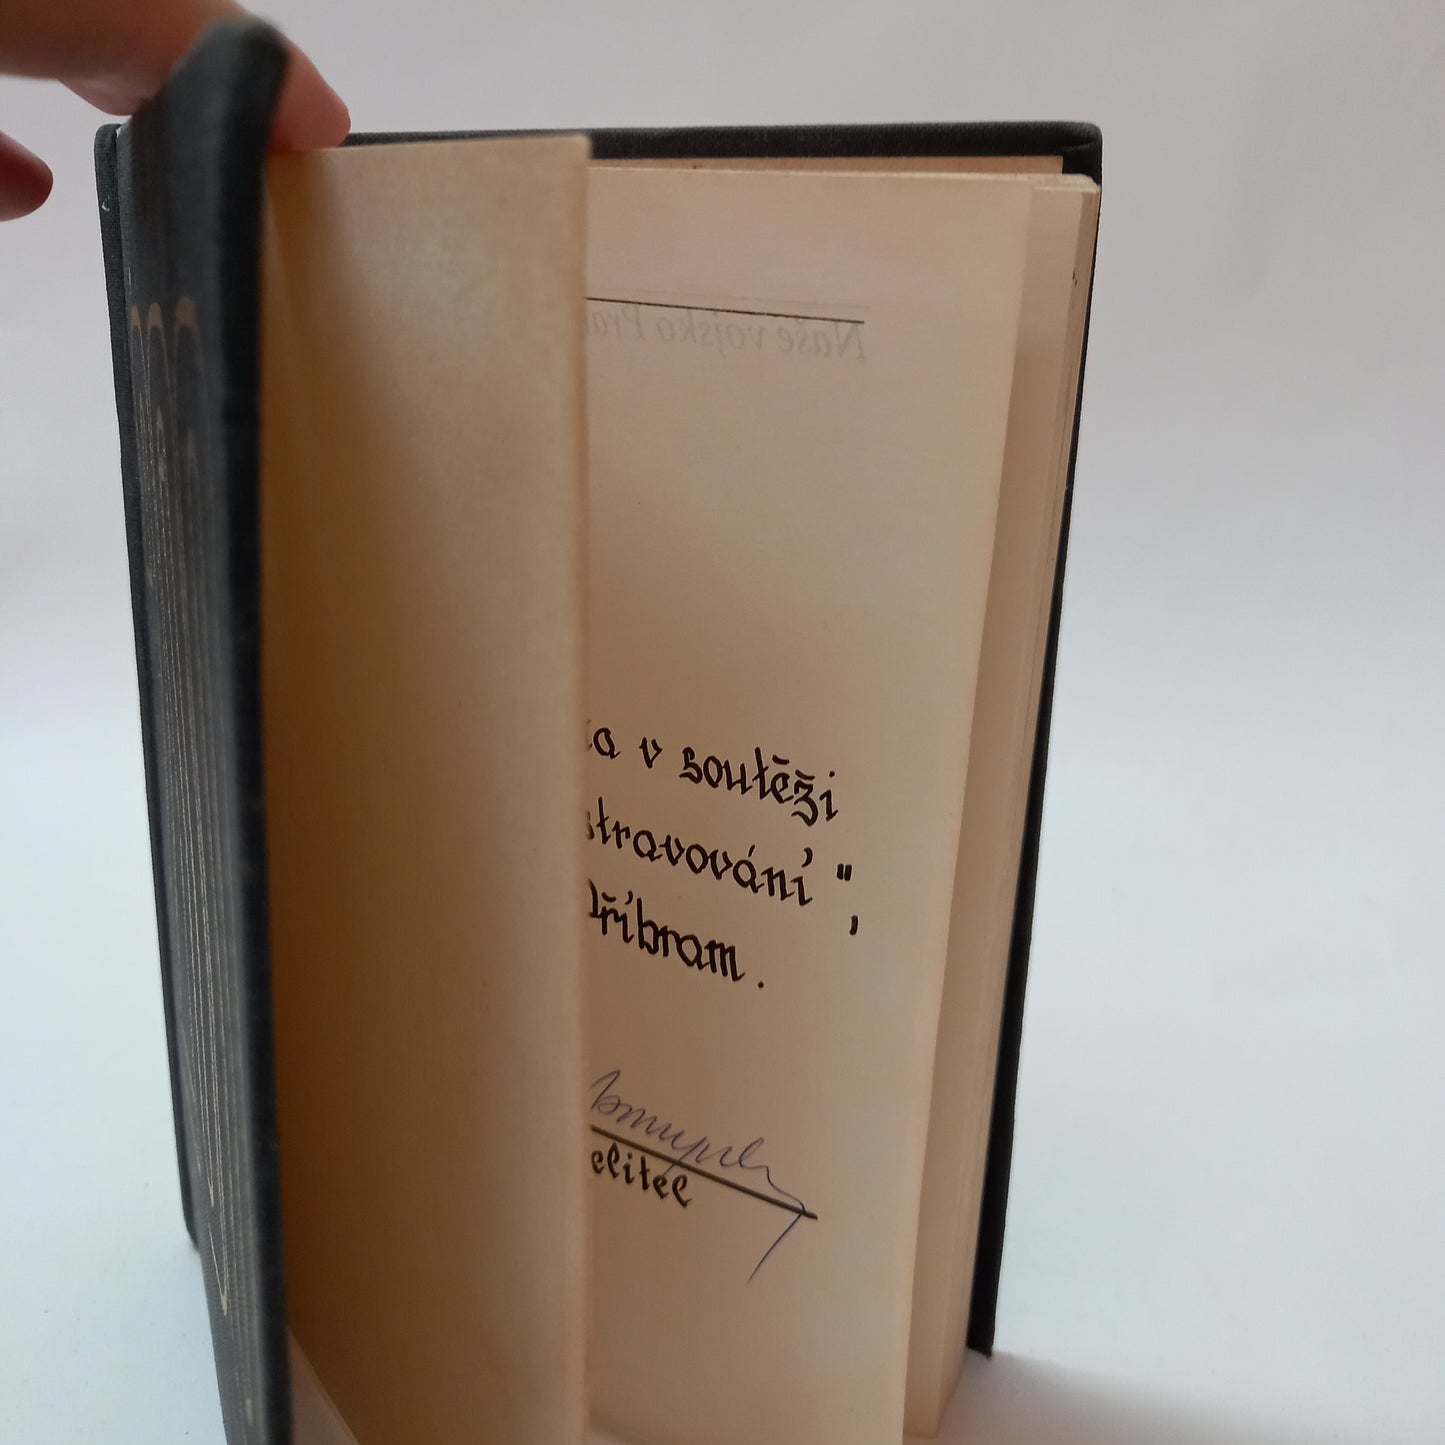 Naše vojsko Pra
v soutěži
stravování",
Příbram.
elitel